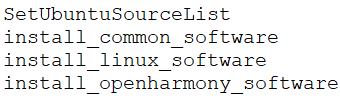 SetUbuntuSourceList
install_common_software
install_linux_software
install_openharmony_software